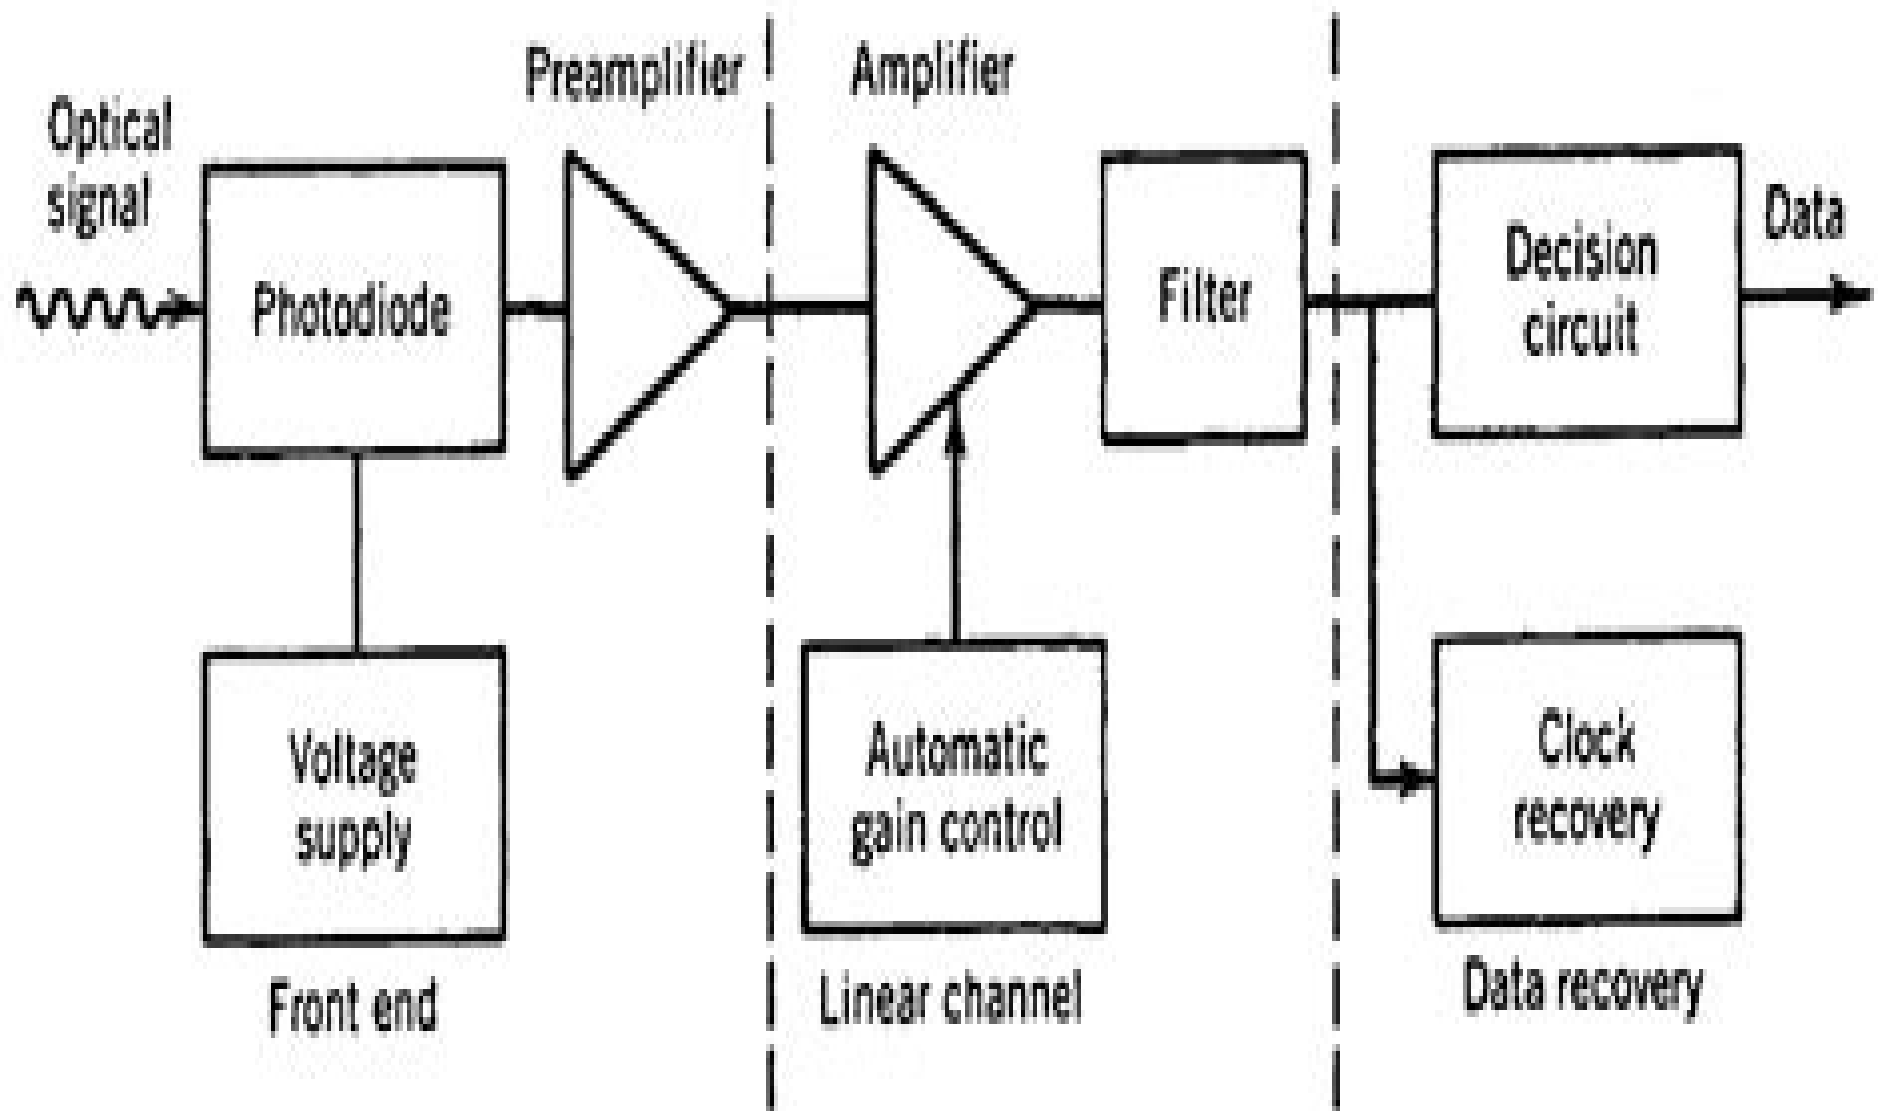 Preamplifier
Amplifier
Optical
signal
Photodiode
Filter
Decision
circuit
Data
Voltage
supply
Automatic
gain control
Clock
recovery
Front end
Linear channel
Data recovery